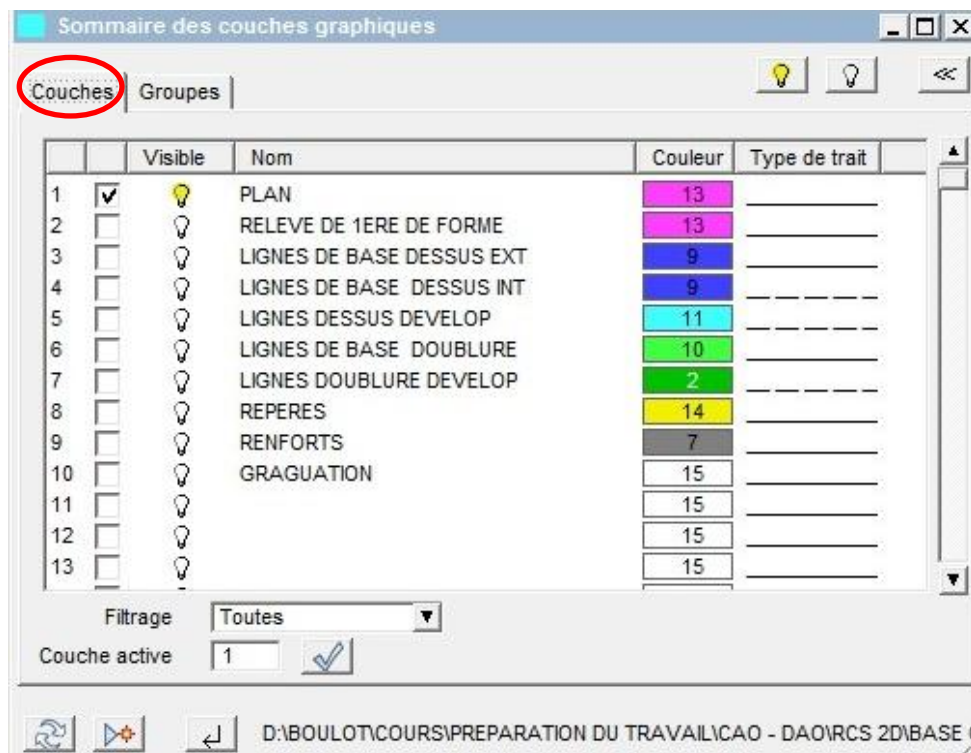 Sommaire des couches graphiques
Couches Groupes
Visible Nom Couleur Type de trait
1 PLAN 13
2 RELEVE DE 1ERE DE FORME 13
3 LIGNES DE BASE DESSUS EXT 9
4 LIGNES DE BASE DESSUS INT 9
5 LIGNES DESSUS DEVELOP 11
6 LIGNES DE BASE DOUBLURE 10
7 LIGNES DOUBLURE DEVELOP 2
8 REPERES 14
9 RENFORTS 7
10 GRAGUATION 15
11 15
12 15
13 15
Filtrage Toutes
Couche active 1
D:\BOULOT\COURS\PREPARATION DU TRAVAIL\CAO - DAO\RCS 2D\BASE